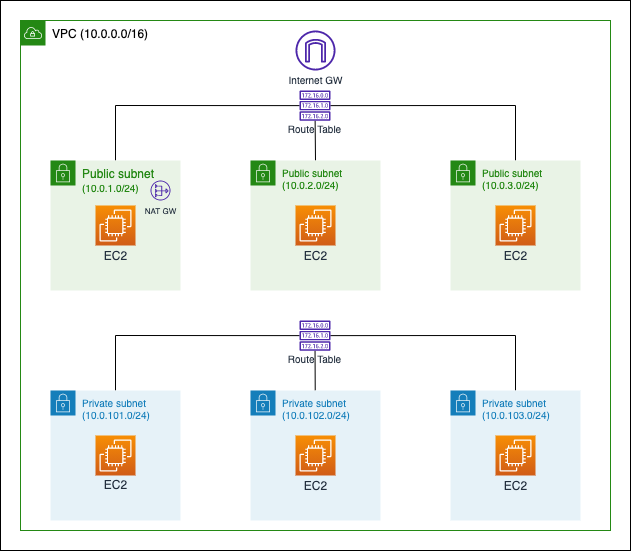 VPC (10.0.0.0/16)
Internet GW
172.16.0.0
172.16.1.0
172.16.2.0
Route Table
Public subnet
(10.0.1.0/24)
NAT GW
EC2
Public subnet
(10.0.2.0/24)
EC2
Public subnet
(10.0.3.0/24)
EC2
172.16.0.0
172.16.1.0
172.16.2.0
Route Table
Private subnet
(10.0.101.0/24)
EC2
Private subnet
(10.0.102.0/24)
EC2
Private subnet
(10.0.103.0/24)
EC2